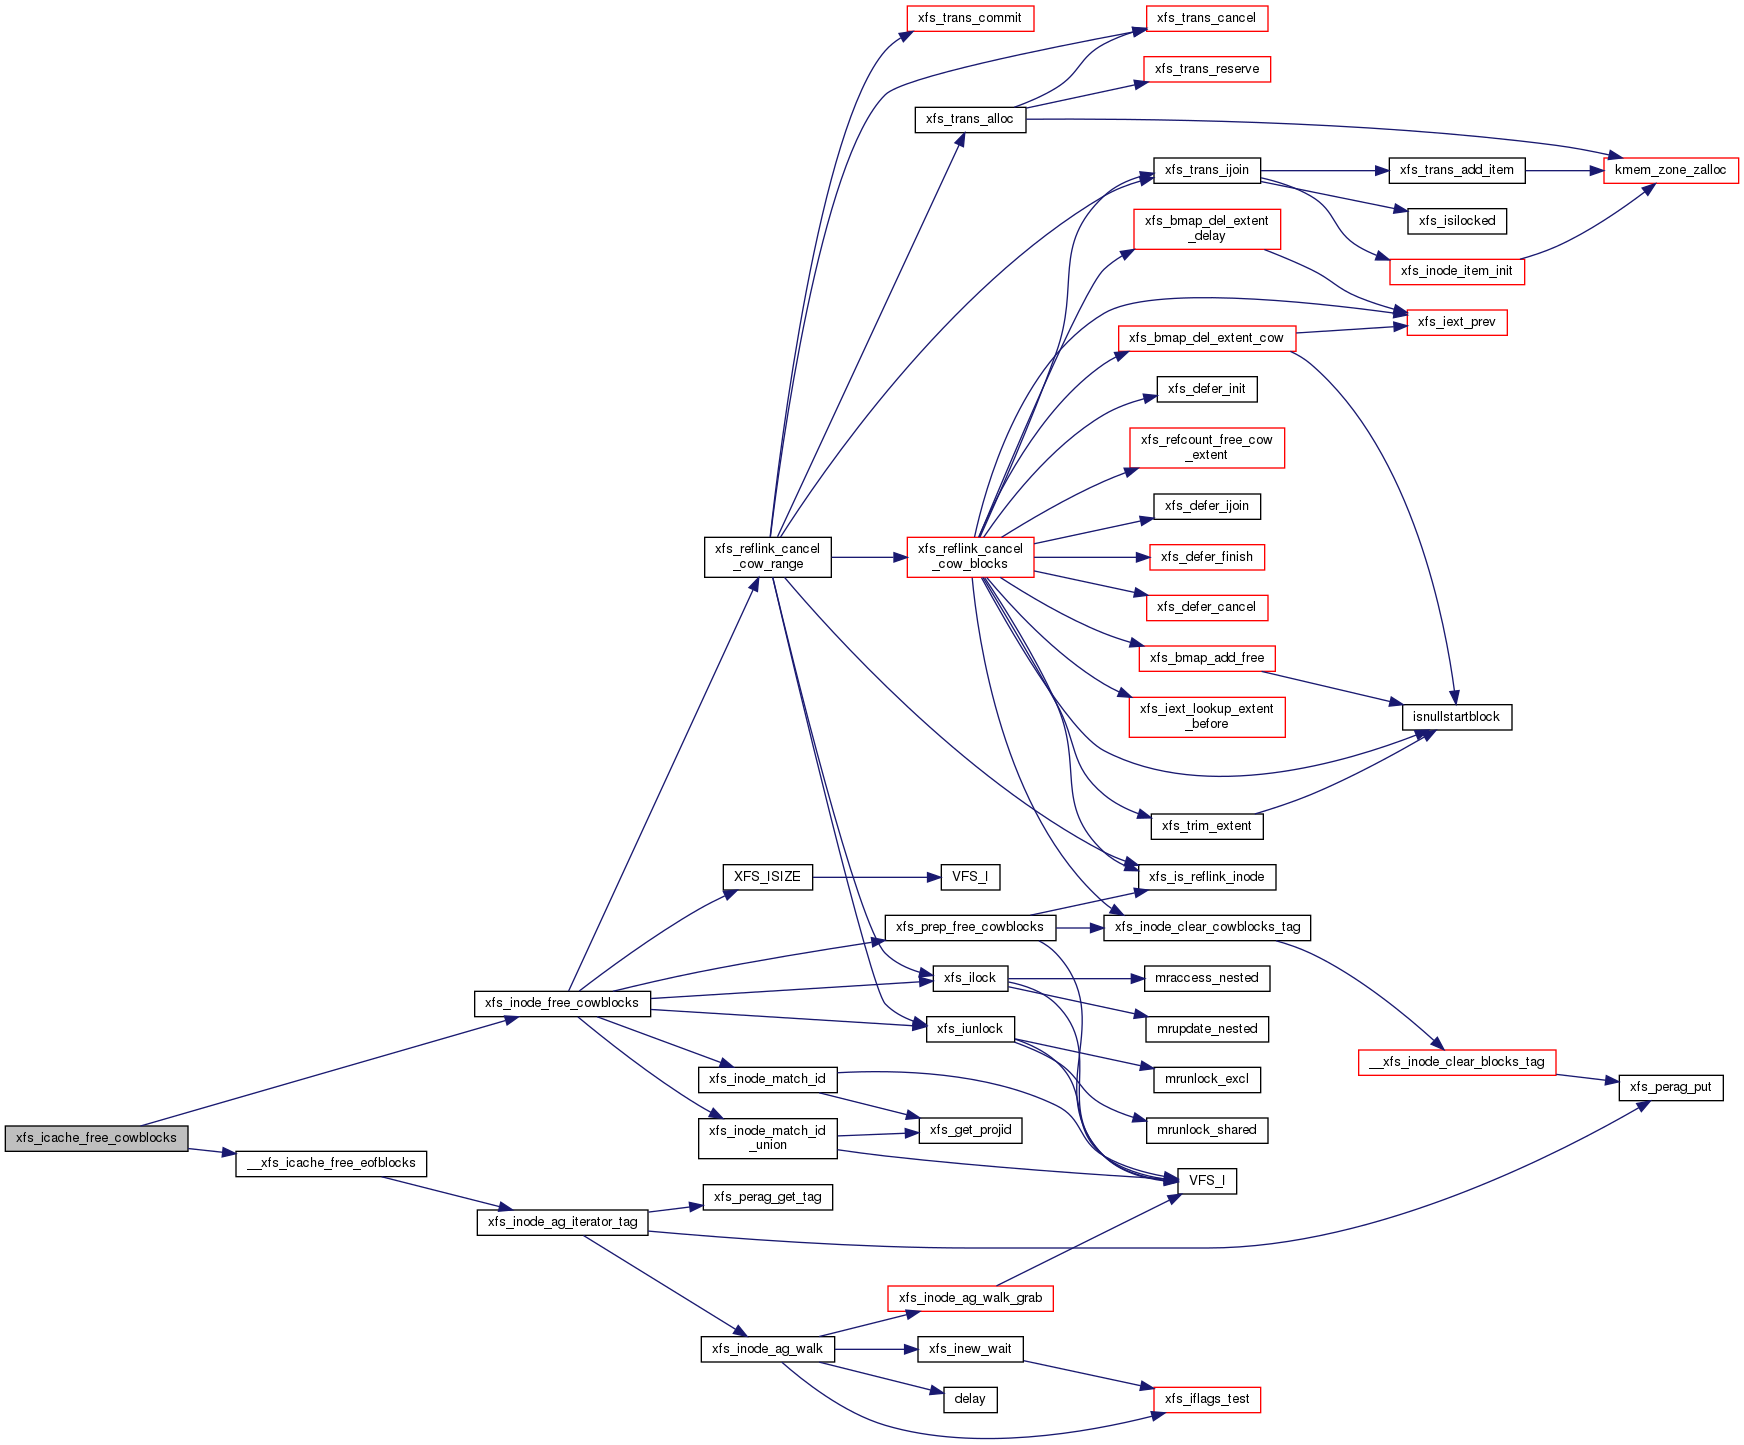 xfs_trans_commit
xfs_trans_cancel
xfs_trans_reserve
xfs_trans_alloc
xfs_trans_ijoin
xfs_trans_add_item
kmem_zone_zalloc
xfs_isilocked
xfs_bmap_del_extent
_delay
xfs_inode_item_init
xfs_iext_prev
xfs_bmap_del_extent_cow
xfs_defer_init
xfs_refcount_free_cow
_extent
xfs_defer_ijoin
xfs_reflink_cancel
_cow_range
xfs_reflink_cancel
_cow_blocks
xfs_defer_finish
xfs_defer_cancel
xfs_bmap_add_free
xfs_iext_lookup_extent
_before
isnullstartblock
xfs_trim_extent
XFS_ISIZE
VFS_I
xfs_is_reflink_inode
xfs_prep_free_cowblocks
xfs_inode_clear_cowblocks_tag
xfs_ilock
mraccess_nested
xfs_inode_free_cowblocks
xfs_iunlock
mrupdate_nested
__xfs_inode_clear_blocks_tag
xfs_inode_match_id
mrunlock_excl
xfs_perag_put
xfs_icache_free_cowblocks
xfs_inode_match_id
_union
xfs_get_projid
mrunlock_shared
__xfs_icache_free_eofblocks
VFS_I
xfs_perag_get_tag
xfs_inode_ag_iterator_tag
xfs_inode_ag_walk_grab
xfs_inode_ag_walk
xfs_inew_wait
delay
xfs_iflags_test